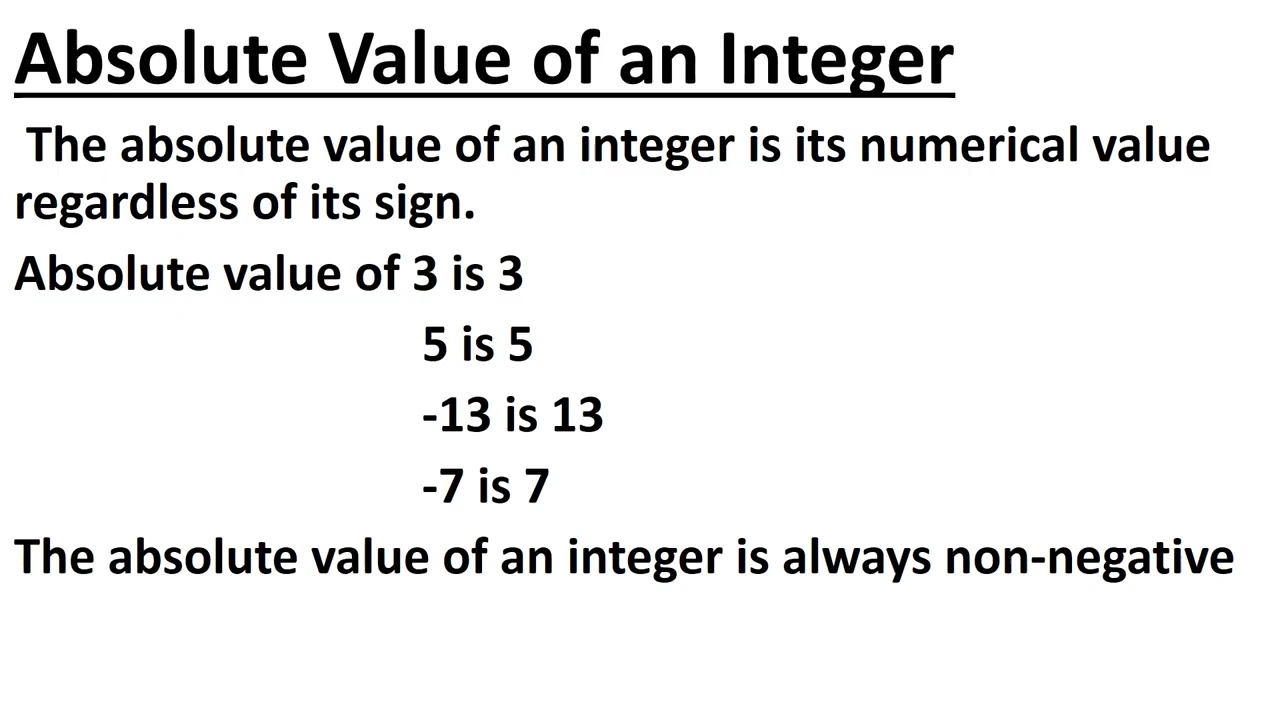 Absolute Value of an Integer
The absolute value of an integer is its numerical value
regardless of its sign.
Absolute value of 3 is 3
5 is 5
-13 is 13
-7 is 7
The absolute value of an integer is always non-negative